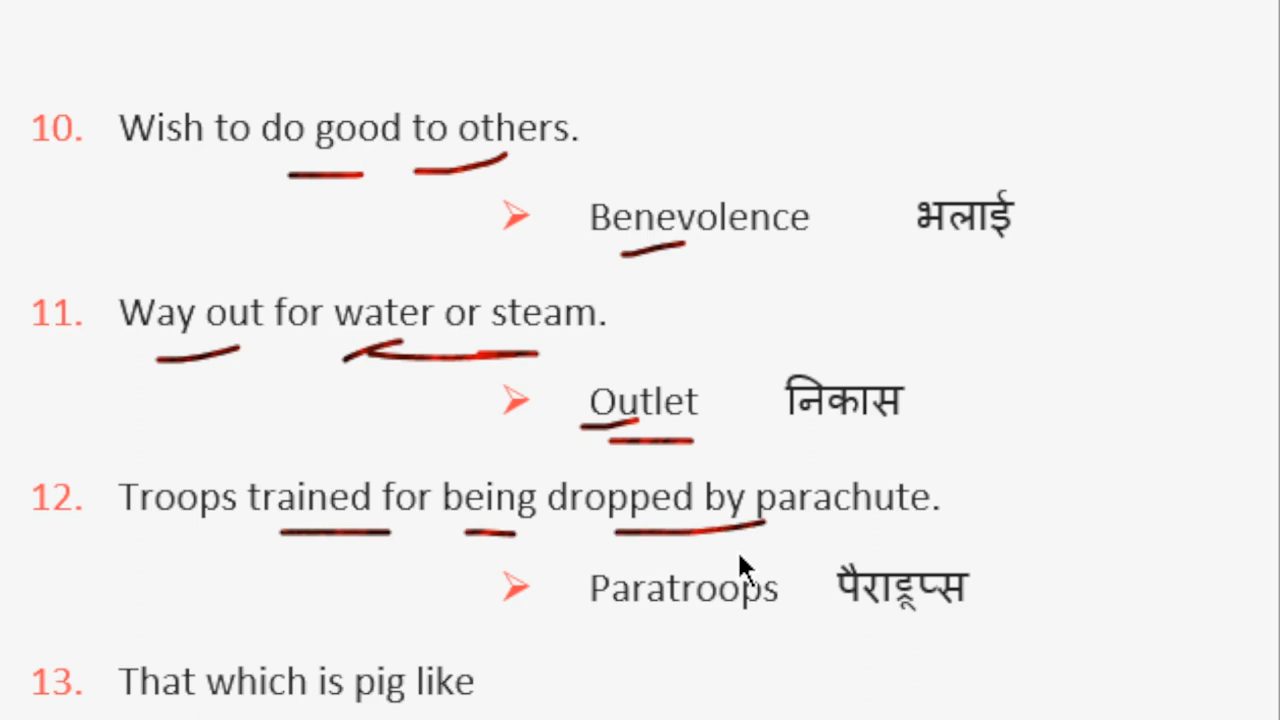 10. Wish to do good to others.
➢ Benevolence भलाई
11. Way out for water or steam.
➢ Outlet निकास
12. Troops trained for being dropped by parachute.
➢ Paratroops पैराड्रूप्स
13. That which is pig like